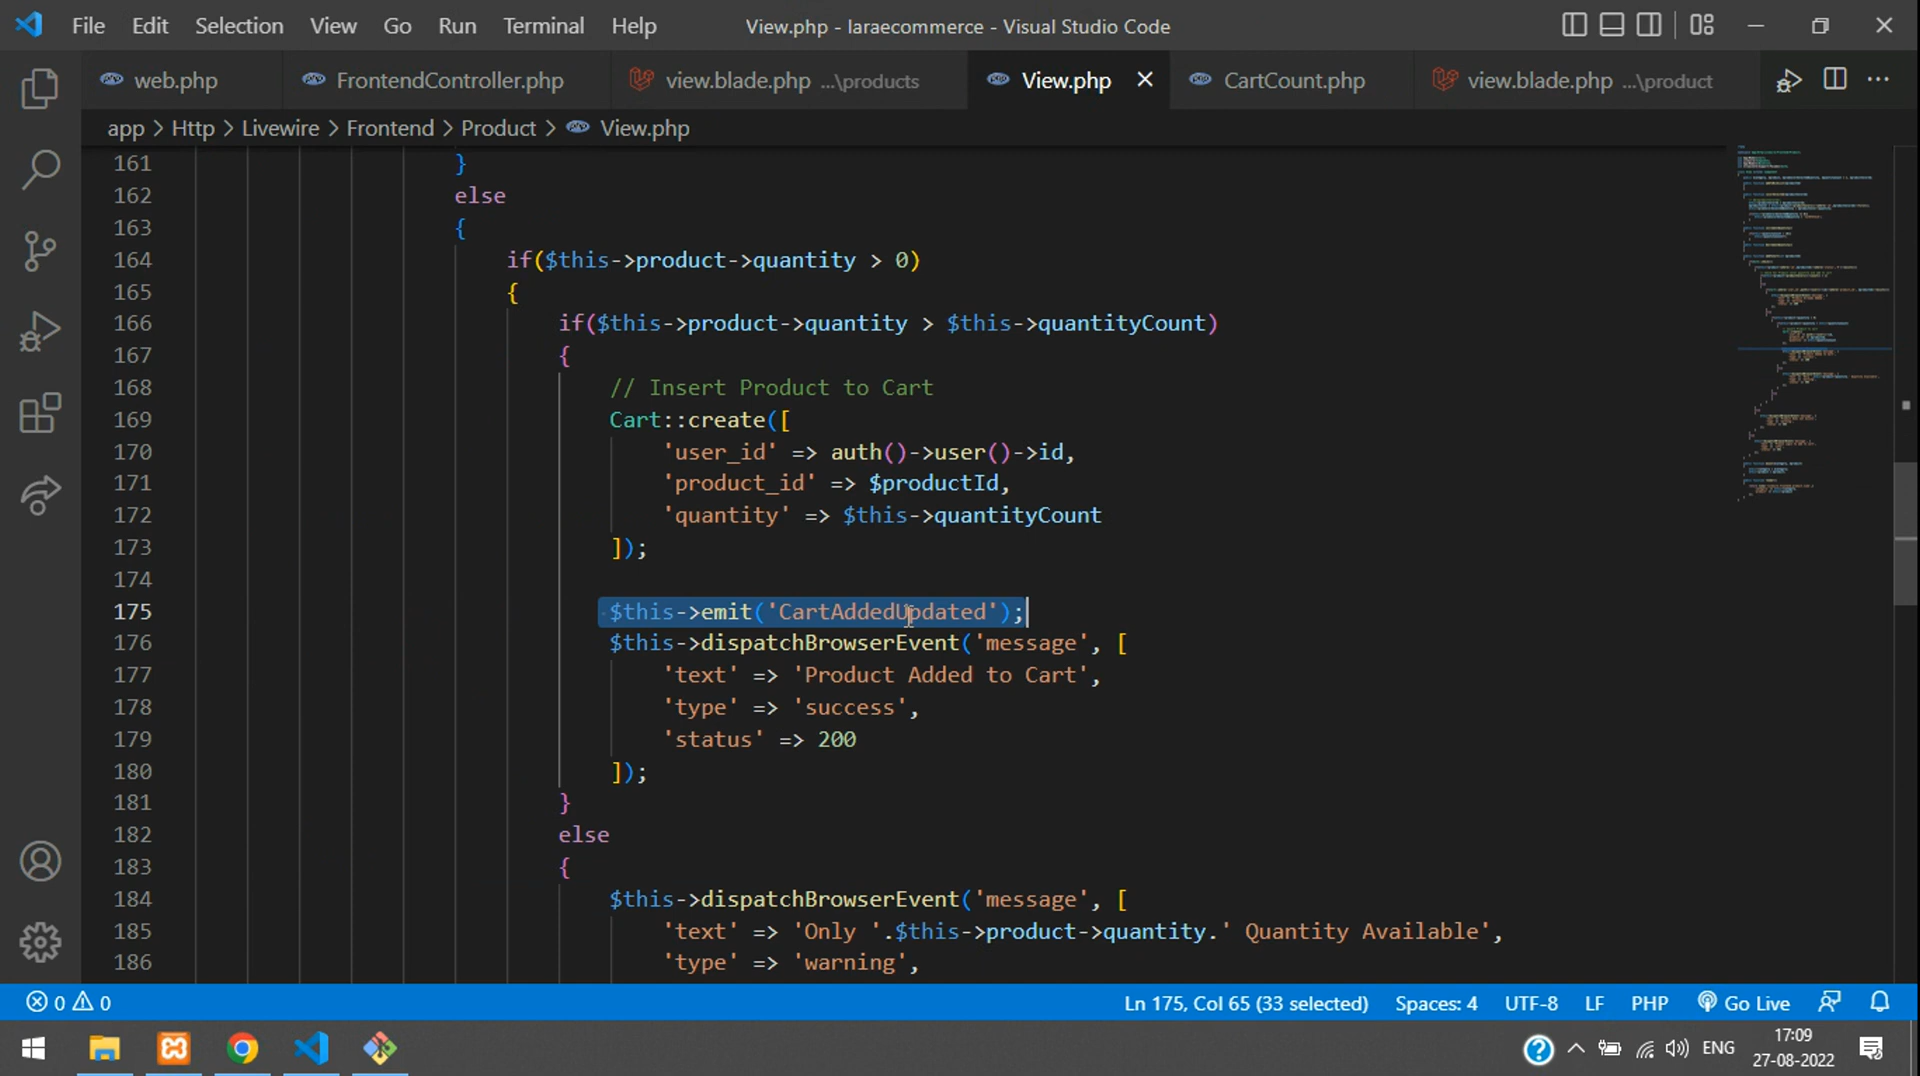 File Edit Selection View Go Run Terminal Help View.php - laraecommerce - Visual Studio Code
web.php FrontendController.php view.blade.php ...\products View.php CartCount.php view.blade.php ...\product
app > Http > Livewire > Frontend > Product > View.php
161 }
162 else
163 {
164 if($this->product->quantity > 0)
165 {
166 if($this->product->quantity > $this->quantityCount)
167 {
168 // Insert Product to Cart
169 Cart::create([
170 'user_id' => auth()->user()->id,
171 'product_id' => $productId,
172 'quantity' => $this->quantityCount
173 ]);
174
175 $this->emit('CartAddedUpdated');
176 $this->dispatchBrowserEvent('message', [
177 'text' => 'Product Added to Cart',
178 'type' => 'success',
179 'status' => 200
180 ]);
181 }
182 else
183 {
184 $this->dispatchBrowserEvent('message', [
185 'text' => 'Only '.$this->product->quantity.' Quantity Available',
186 'type' => 'warning',
0 0 Ln 175, Col 65 (33 selected) Spaces: 4 UTF-8 LF PHP Go Live
ENG 17:09
27-08-2022